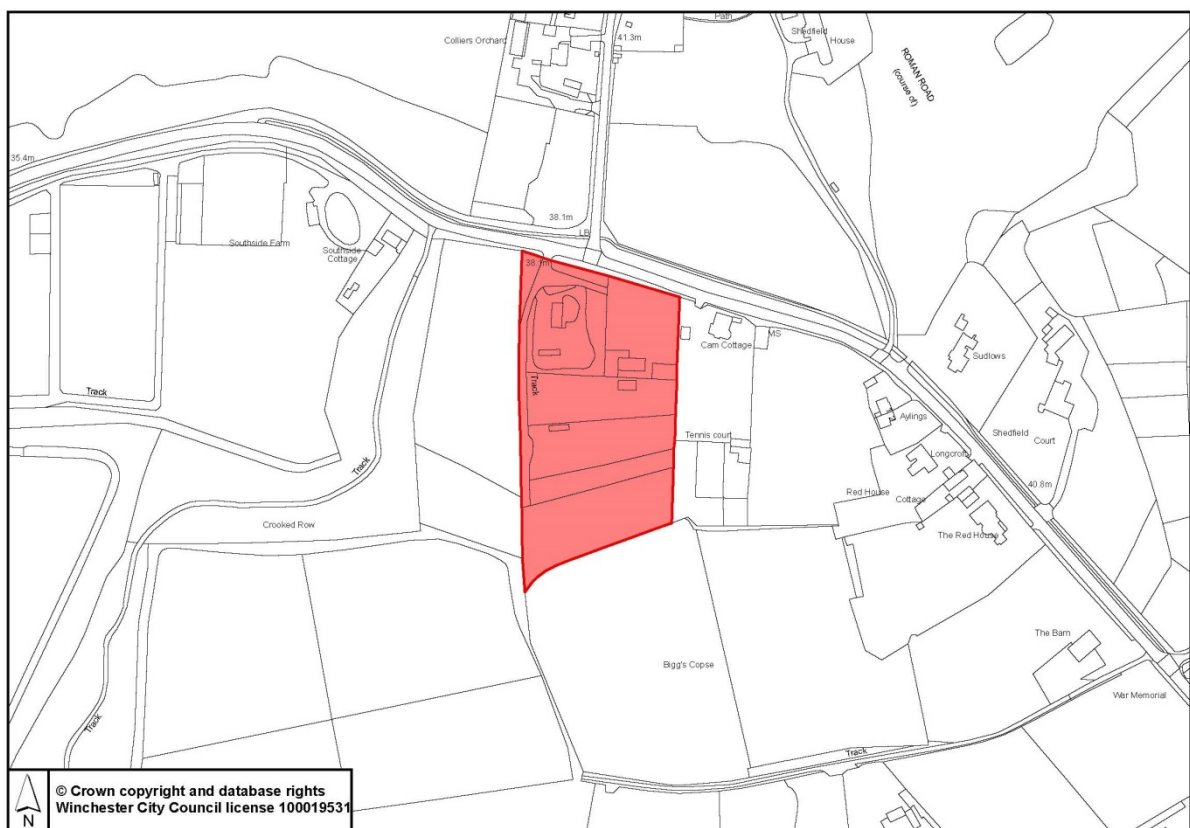 Path
Colliers Orchard
41.3m
Shedfield
House
ROMAN ROAD
(course of)
35.4m
38.1m
LB
Southside Farm
Southside
Cottage
38.1m
Cam Cottage
MS
Sudlows
Track
Track
Aylings
Shedfield
Court
Tennis court
Longcroft
Track
Red House
Cottage
40.8m
Crooked Row
The Red House
The Barn
Bigg's Copse
War Memorial
Track
Track
N
© Crown copyright and database rights
Winchester City Council license 100019531